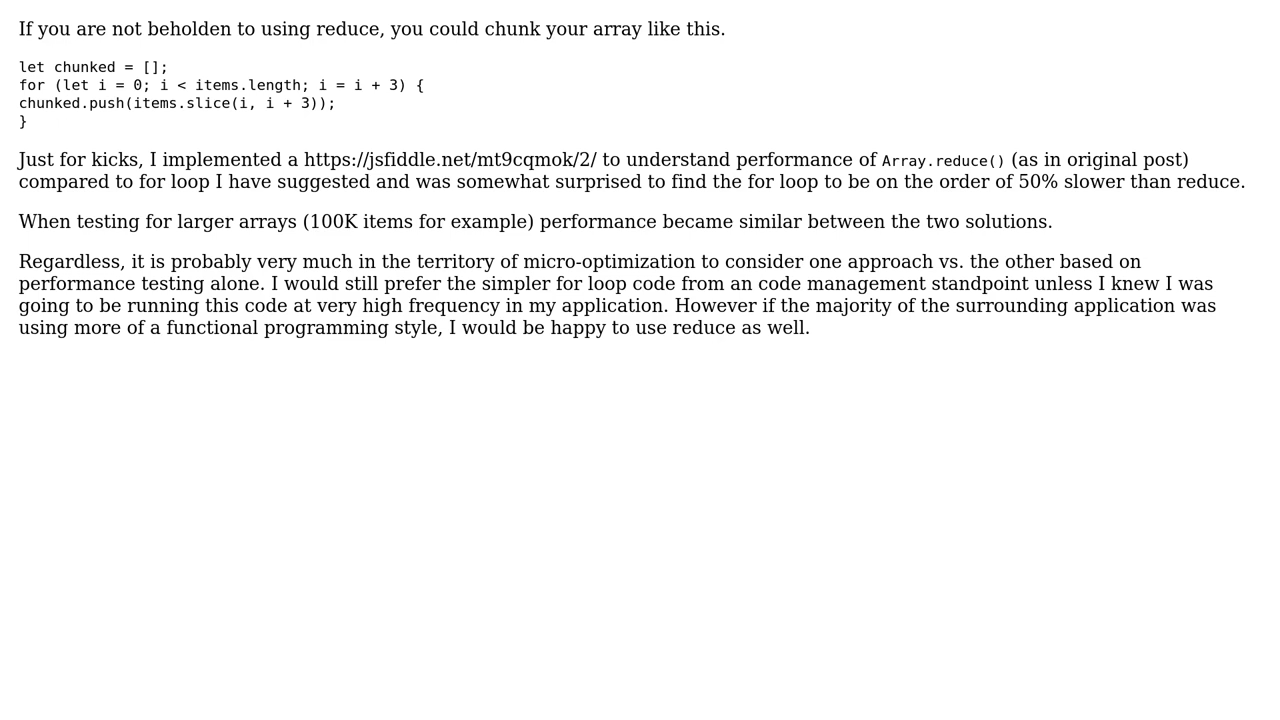 If you are not beholden to using reduce, you could chunk your array like this.
let chunked = [];
for (let i = 0; i < items.length; i = i + 3) {
chunked.push(items.slice(i, i + 3));
}
Just for kicks, I implemented a https://jsfiddle.net/mt9cqmok/2/ to understand performance of Array.reduce() (as in original post)
compared to for loop I have suggested and was somewhat surprised to find the for loop to be on the order of 50% slower than reduce.
When testing for larger arrays (100K items for example) performance became similar between the two solutions.
Regardless, it is probably very much in the territory of micro-optimization to consider one approach vs. the other based on
performance testing alone. I would still prefer the simpler for loop code from an code management standpoint unless I knew I was
going to be running this code at very high frequency in my application. However if the majority of the surrounding application was
using more of a functional programming style, I would be happy to use reduce as well.